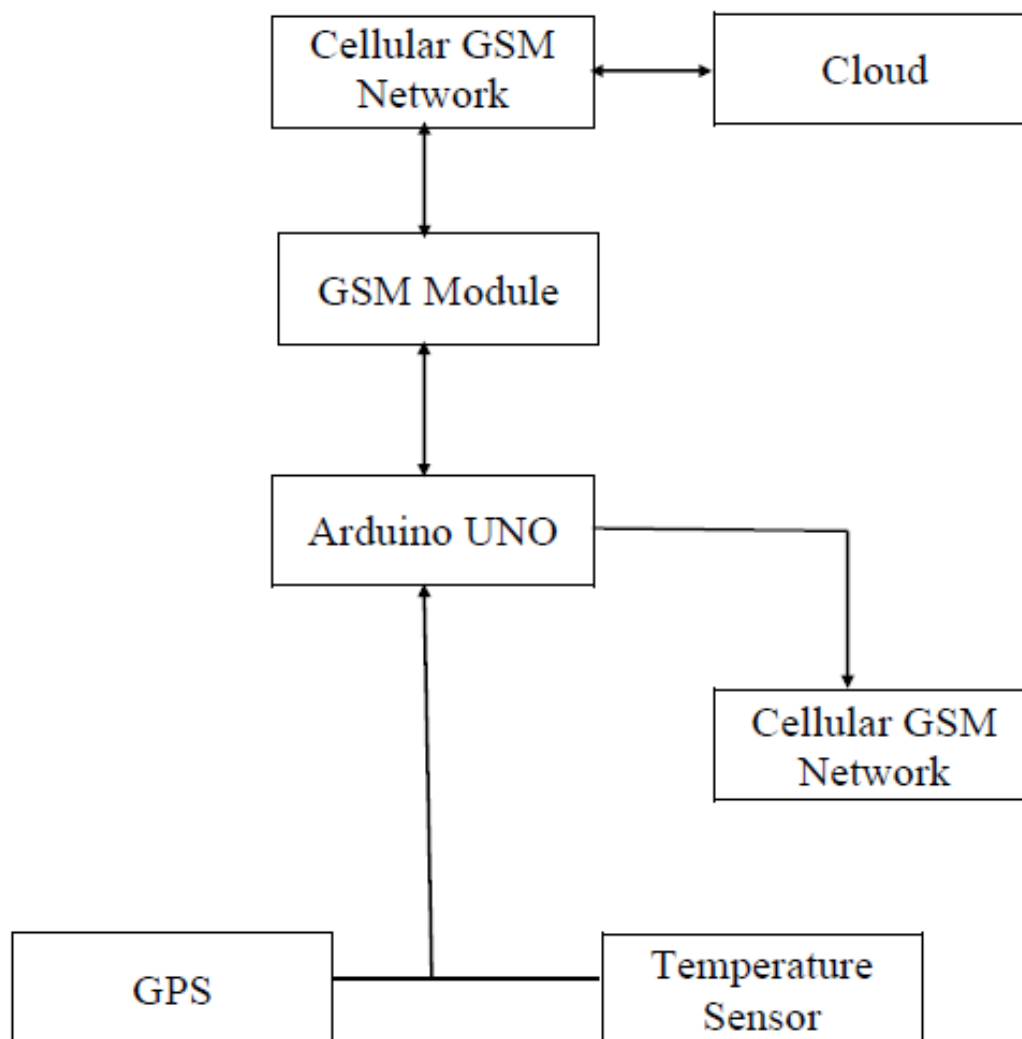 Cellular GSM
Network
Cloud
GSM Module
Arduino UNO
Cellular GSM
Network
GPS
Temperature
Sensor